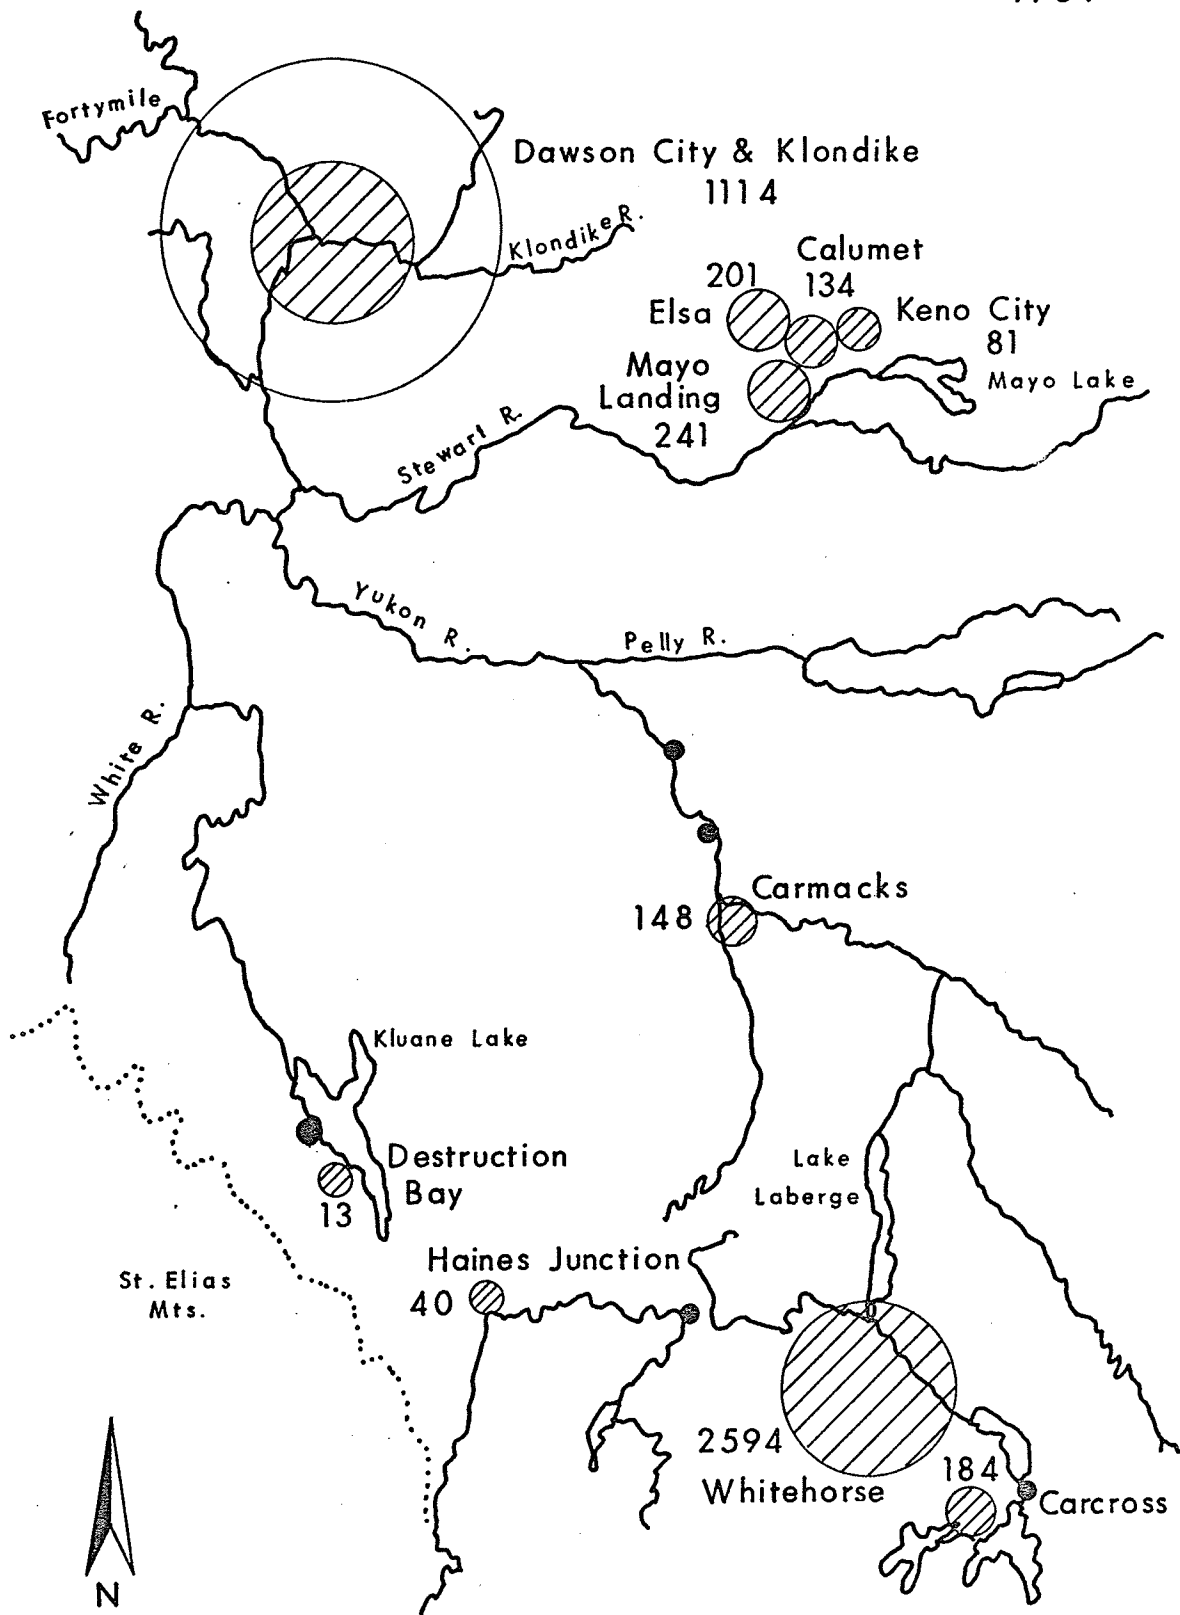 Fortymile
Dawson City & Klondike
1114
Klondike R.
Calumet
201
134
Elsa
Keno City
81
Mayo
Landing
241
Mayo Lake
Stewart R.
Yukon R.
Pelly R.
White R.
Carmacks
148
Kluane Lake
Destruction
Bay
13
Lake
Laberge
Haines Junction
40
St. Elias
Mts.
2594
Whitehorse
184
Carcross
N